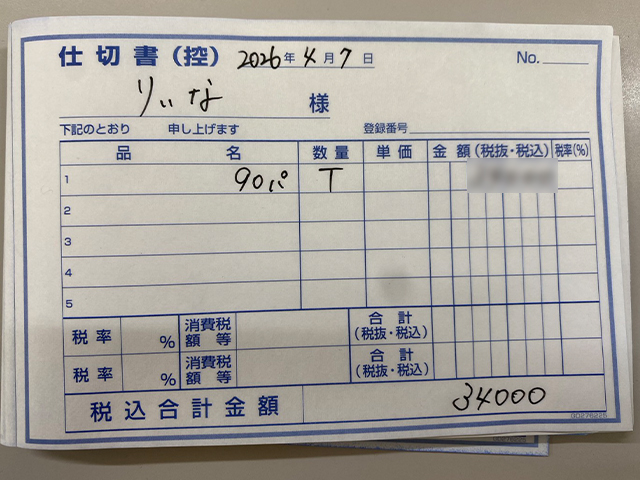 仕切書(控) 2026年4月7日 No.
りぃな 様
下記のとおり 申し上げます 登録番号
品名 数量 単価 金額(税抜・税込) 税率(%)
1 90パ T
2
3
4
5
税率 % 消費税額等 合計(税抜・税込)
税率 % 消費税額等 合計(税抜・税込)
税込合計金額 34000